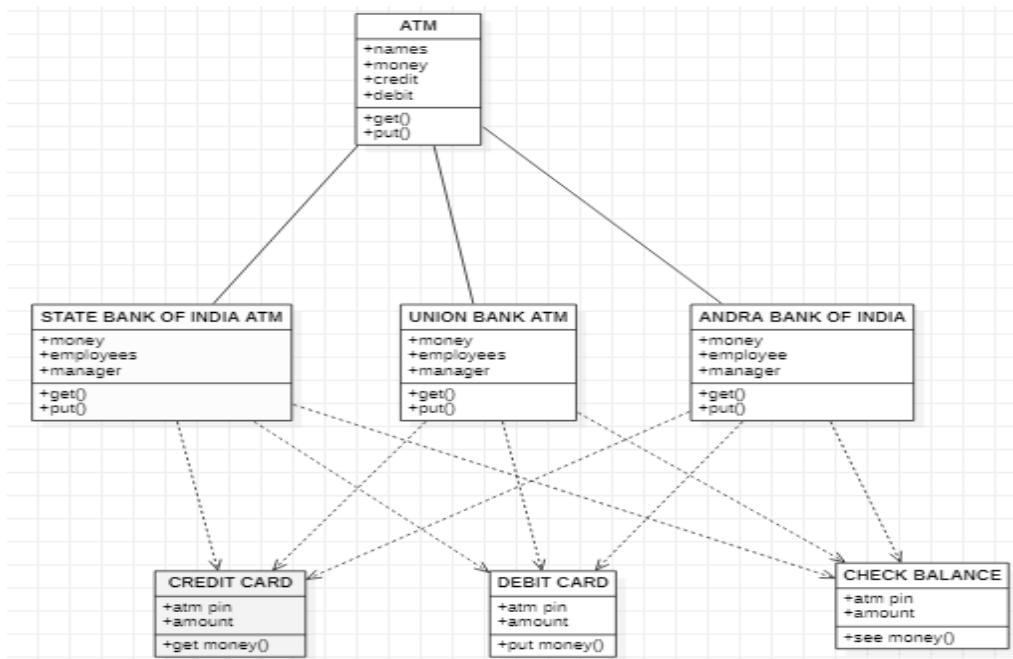 ATM
+names
+money
+credit
+debit
+get()
+put()
STATE BANK OF INDIA ATM
+money
+employees
+manager
+get()
+put()
UNION BANK ATM
+money
+employees
+manager
+get()
+put()
ANDRA BANK OF INDIA
+money
+employee
+manager
+get()
+put()
CREDIT CARD
+atm pin
+amount
+get money()
DEBIT CARD
+atm pin
+amount
+put money()
CHECK BALANCE
+atm pin
+amount
+see money()